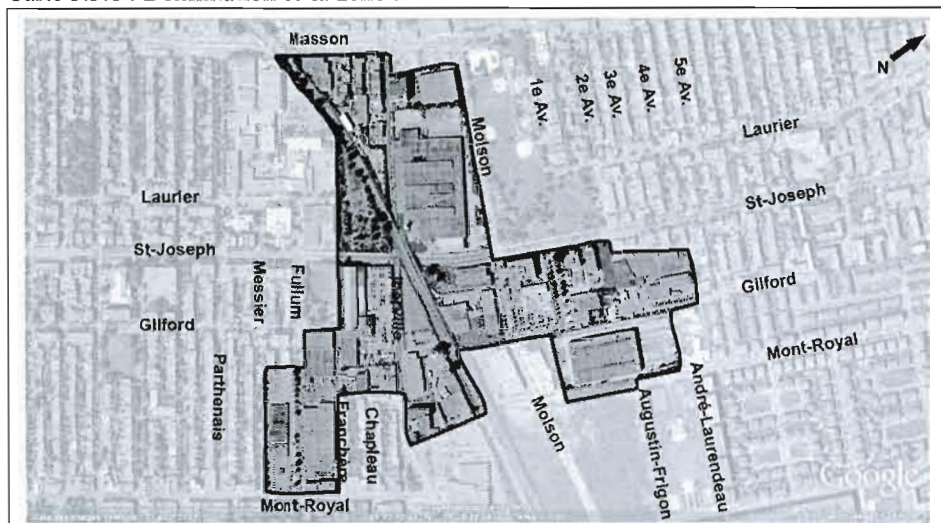 Masson
N
1e Av.
2e Av.
3e Av.
4e Av.
5e Av.
Molson
Laurier
Laurier
St-Joseph
St-Joseph
Fullum
Messier
Gilford
Gilford
Mont-Royal
Parthenais
Franchère
Chapleau
Molson
Augustin-Frigon
André-Laurendeau
Mont-Royal
Google